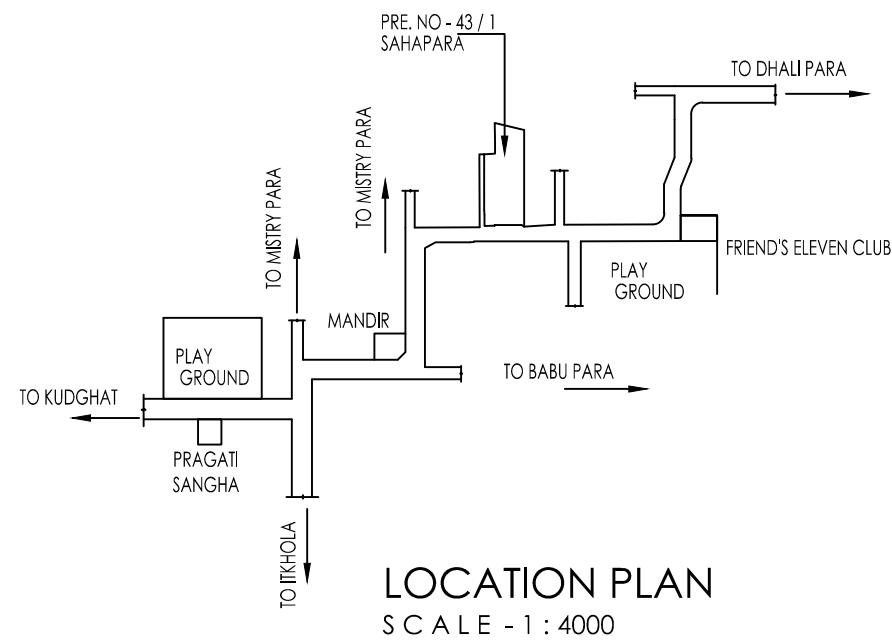 PRE. NO - 43 / 1
SAHAPARA
TO DHALI PARA
TO MISTRY PARA
TO MISTRY PARA
FRIEND'S ELEVEN CLUB
PLAY
GROUND
MANDIR
PLAY
GROUND
TO BABU PARA
TO KUDGHAT
PRAGATI
SANGHA
TO ITKHOLA
LOCATION PLAN
SCALE - 1 : 4000